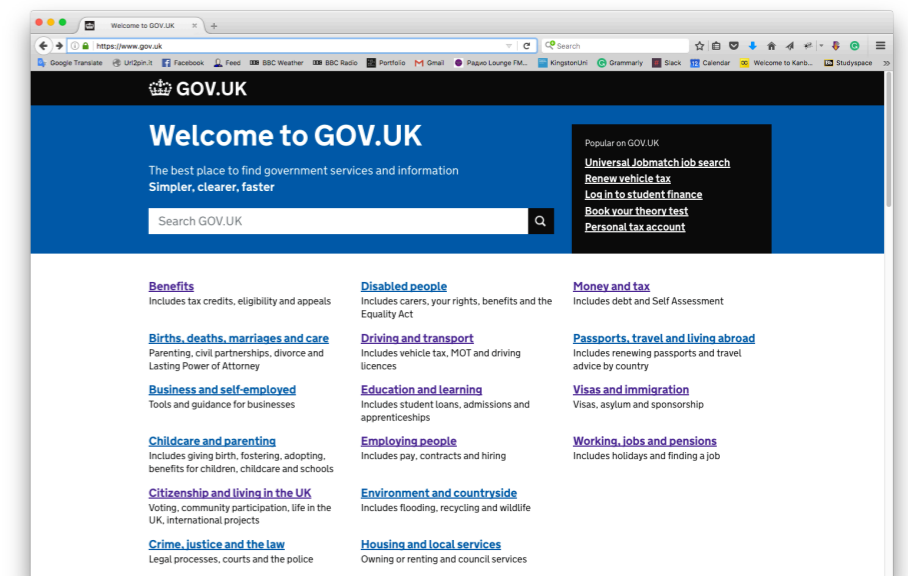 Welcome to GOV.UK
https://www.gov.uk
Search
Google Translate
Url2pin.it
Facebook
Feed
BBC Weather
BBC Radio
Portfolio
Gmail
Радио Lounge FM...
KingstonUni
Grammarly
Slack
12 Calendar
Welcome to Kanb...
Studyspace
GOV.UK
Welcome to GOV.UK
The best place to find government services and information
Simpler, clearer, faster
Search GOV.UK
Popular on GOV.UK
Universal Jobmatch job search
Renew vehicle tax
Log in to student finance
Book your theory test
Personal tax account
Benefits
Includes tax credits, eligibility and appeals
Births, deaths, marriages and care
Parenting, civil partnerships, divorce and
Lasting Power of Attorney
Business and self-employed
Tools and guidance for businesses
Childcare and parenting
Includes giving birth, fostering, adopting,
benefits for children, childcare and schools
Citizenship and living in the UK
Voting, community participation, life in the
UK, international projects
Crime, justice and the law
Legal processes, courts and the police
Disabled people
Includes carers, your rights, benefits and the
Equality Act
Driving and transport
Includes vehicle tax, MOT and driving
licences
Education and learning
Includes student loans, admissions and
apprenticeships
Employing people
Includes pay, contracts and hiring
Environment and countryside
Includes flooding, recycling and wildlife
Housing and local services
Owning or renting and council services
Money and tax
Includes debt and Self Assessment
Passports, travel and living abroad
Includes renewing passports and travel
advice by country
Visas and immigration
Visas, asylum and sponsorship
Working, jobs and pensions
Includes holidays and finding a job